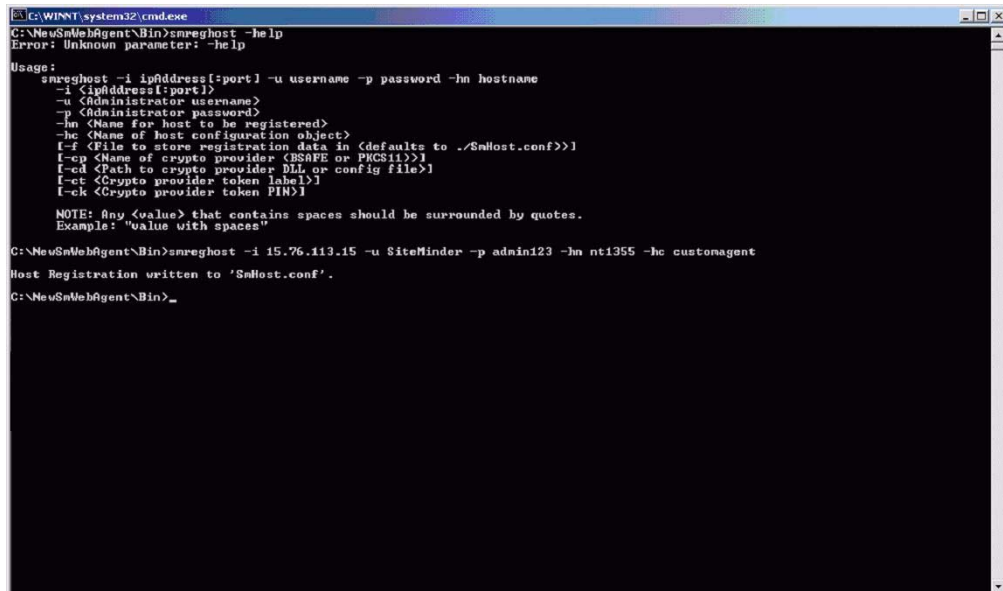 C:\WINNT\system32\cmd.exe
C:\NewSmWebAgent\Bin>smreghost -help
Error: Unknown parameter: -help
Usage:
smreghost -i ipAddress[:port] -u username -p password -hn hostname
-i <ipAddress[:port]>
-u <Administrator username>
-p <Administrator password>
-hn <Name for host to be registered>
-hc <Name of host configuration object>
[-f <File to store registration data in (defaults to ./SmHost.conf>>]
[-cp <Name of crypto provider (BSAFE or PKCS11>>]
[-cd <Path to crypto provider DLL or config file>]
[-ct <Crypto provider token label>]
[-ck <Crypto provider token PIN>]
NOTE: Any <value> that contains spaces should be surrounded by quotes.
Example: "value with spaces"
C:\NewSmWebAgent\Bin>smreghost -i 15.76.113.15 -u SiteMinder -p admin123 -hn nt1355 -hc customagent
Host Registration written to 'SmHost.conf'.
C:\NewSmWebAgent\Bin>_